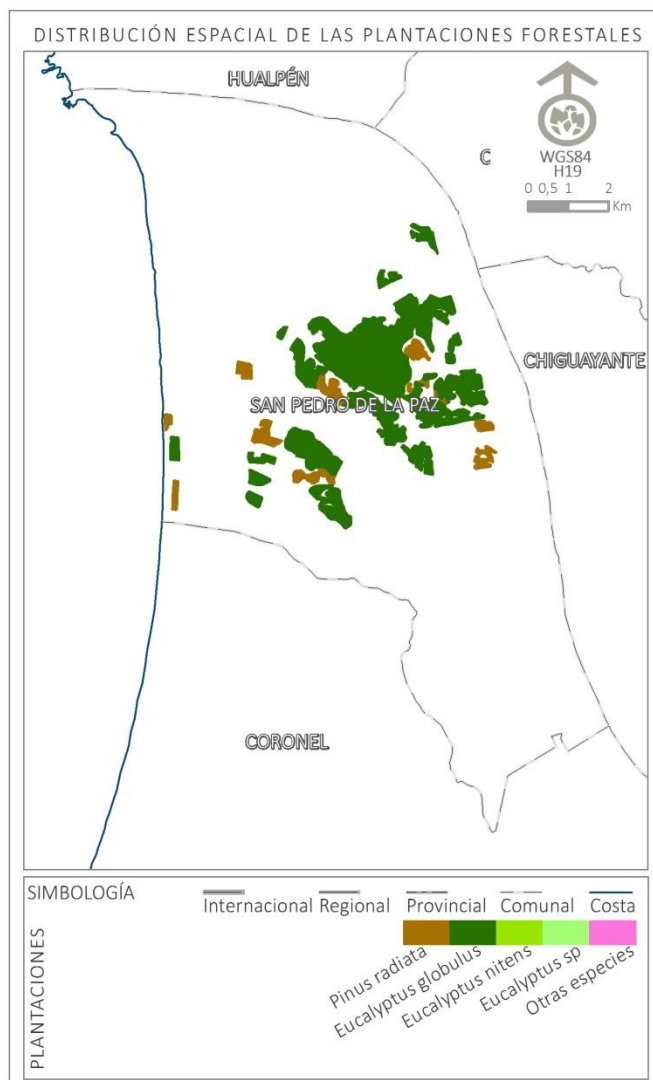 DISTRIBUCIÓN ESPACIAL DE LAS PLANTACIONES FORESTALES
HUALPÉN
C
WGS84
H19
0 0,5 1 2
Km
CHIGUAYANTE
SAN PEDRO DE LA PAZ
CORONEL
SIMBOLOGÍA
Internacional Regional Provincial Comunal Costa
PLANTACIONES
Pinus radiata
Eucalyptus globulus
Eucalyptus nitens
Eucalyptus sp
Otras especies